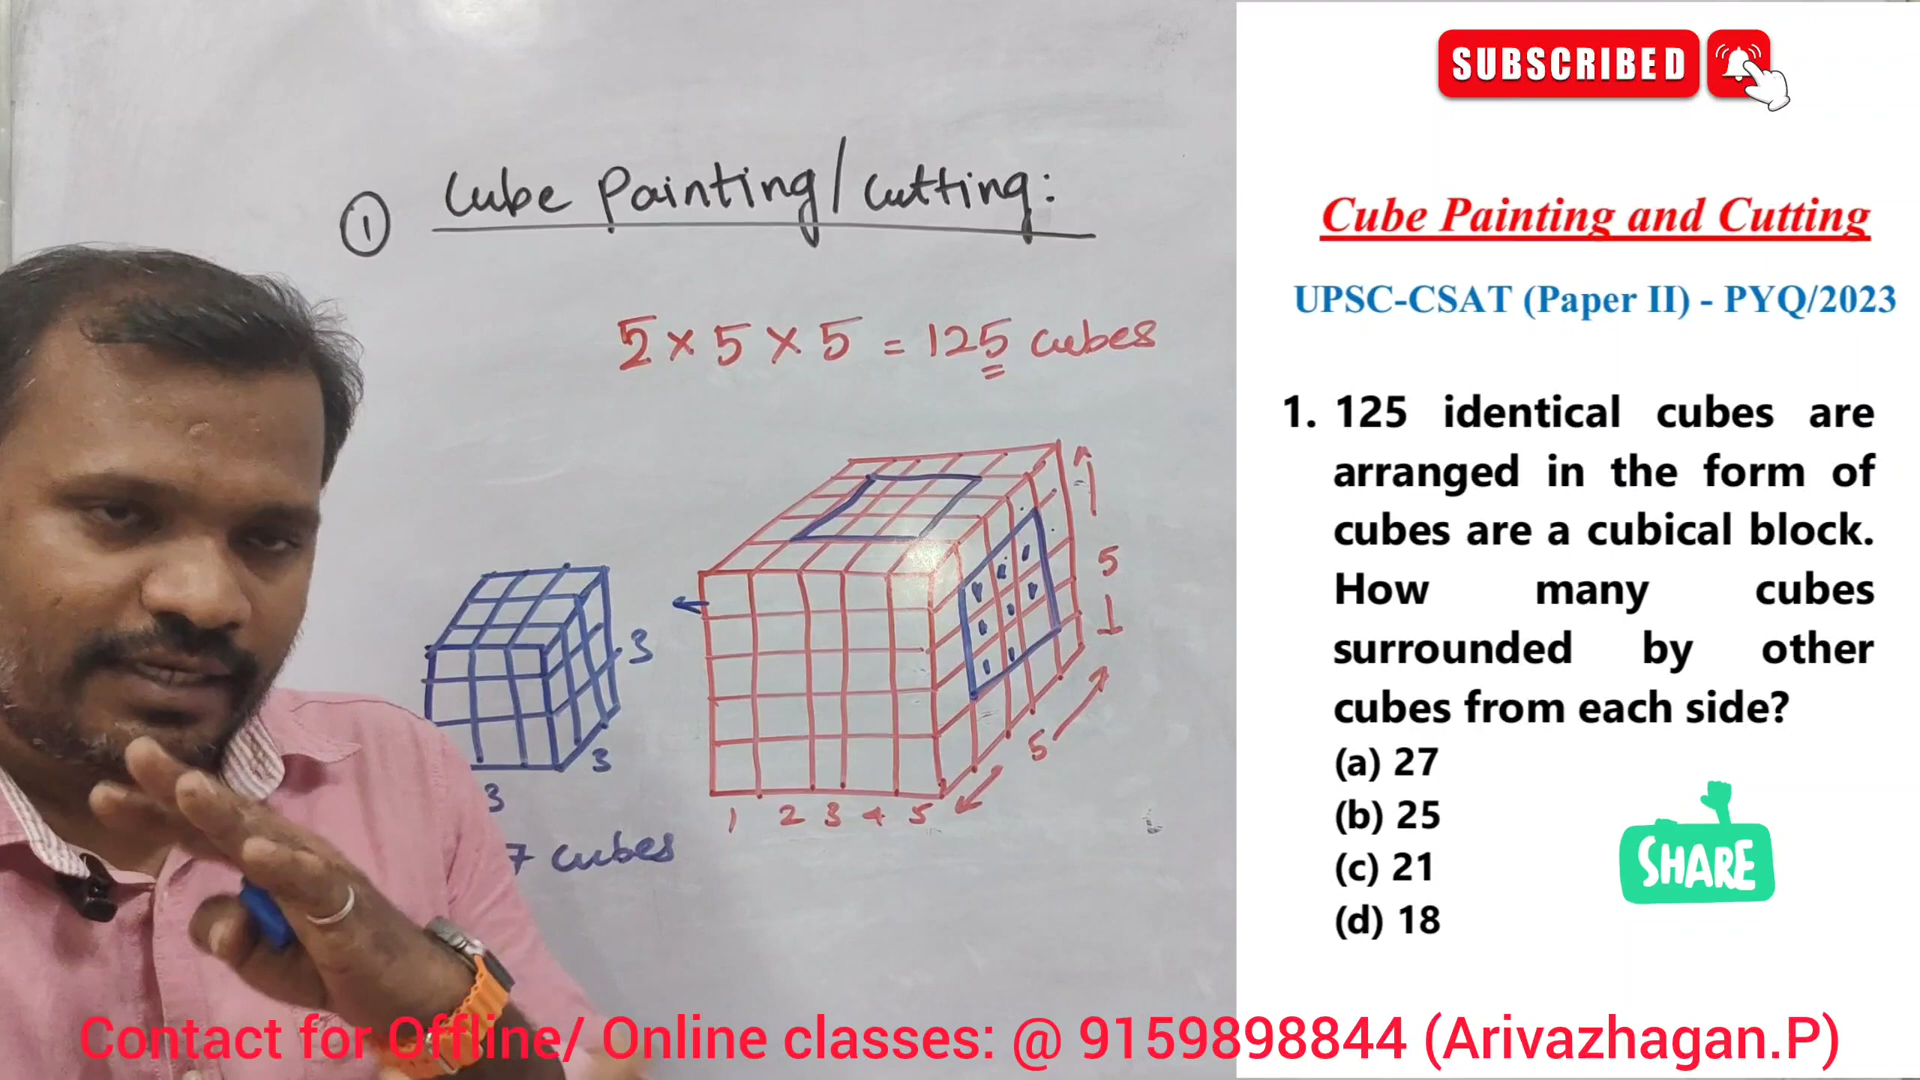 ① Cube Painting/Cutting:
5 × 5 × 5 = 125 cubes
3
3
3
7 cubes
5
5
1 2 3 4 5
SUBSCRIBED
Cube Painting and Cutting
UPSC-CSAT (Paper II) - PYQ/2023
1. 125 identical cubes are
arranged in the form of
cubes are a cubical block.
How many cubes
surrounded by other
cubes from each side?
(a) 27
(b) 25
(c) 21
(d) 18
SHARE
Contact for Offline/ Online classes: @ 9159898844 (Arivazhagan.P)